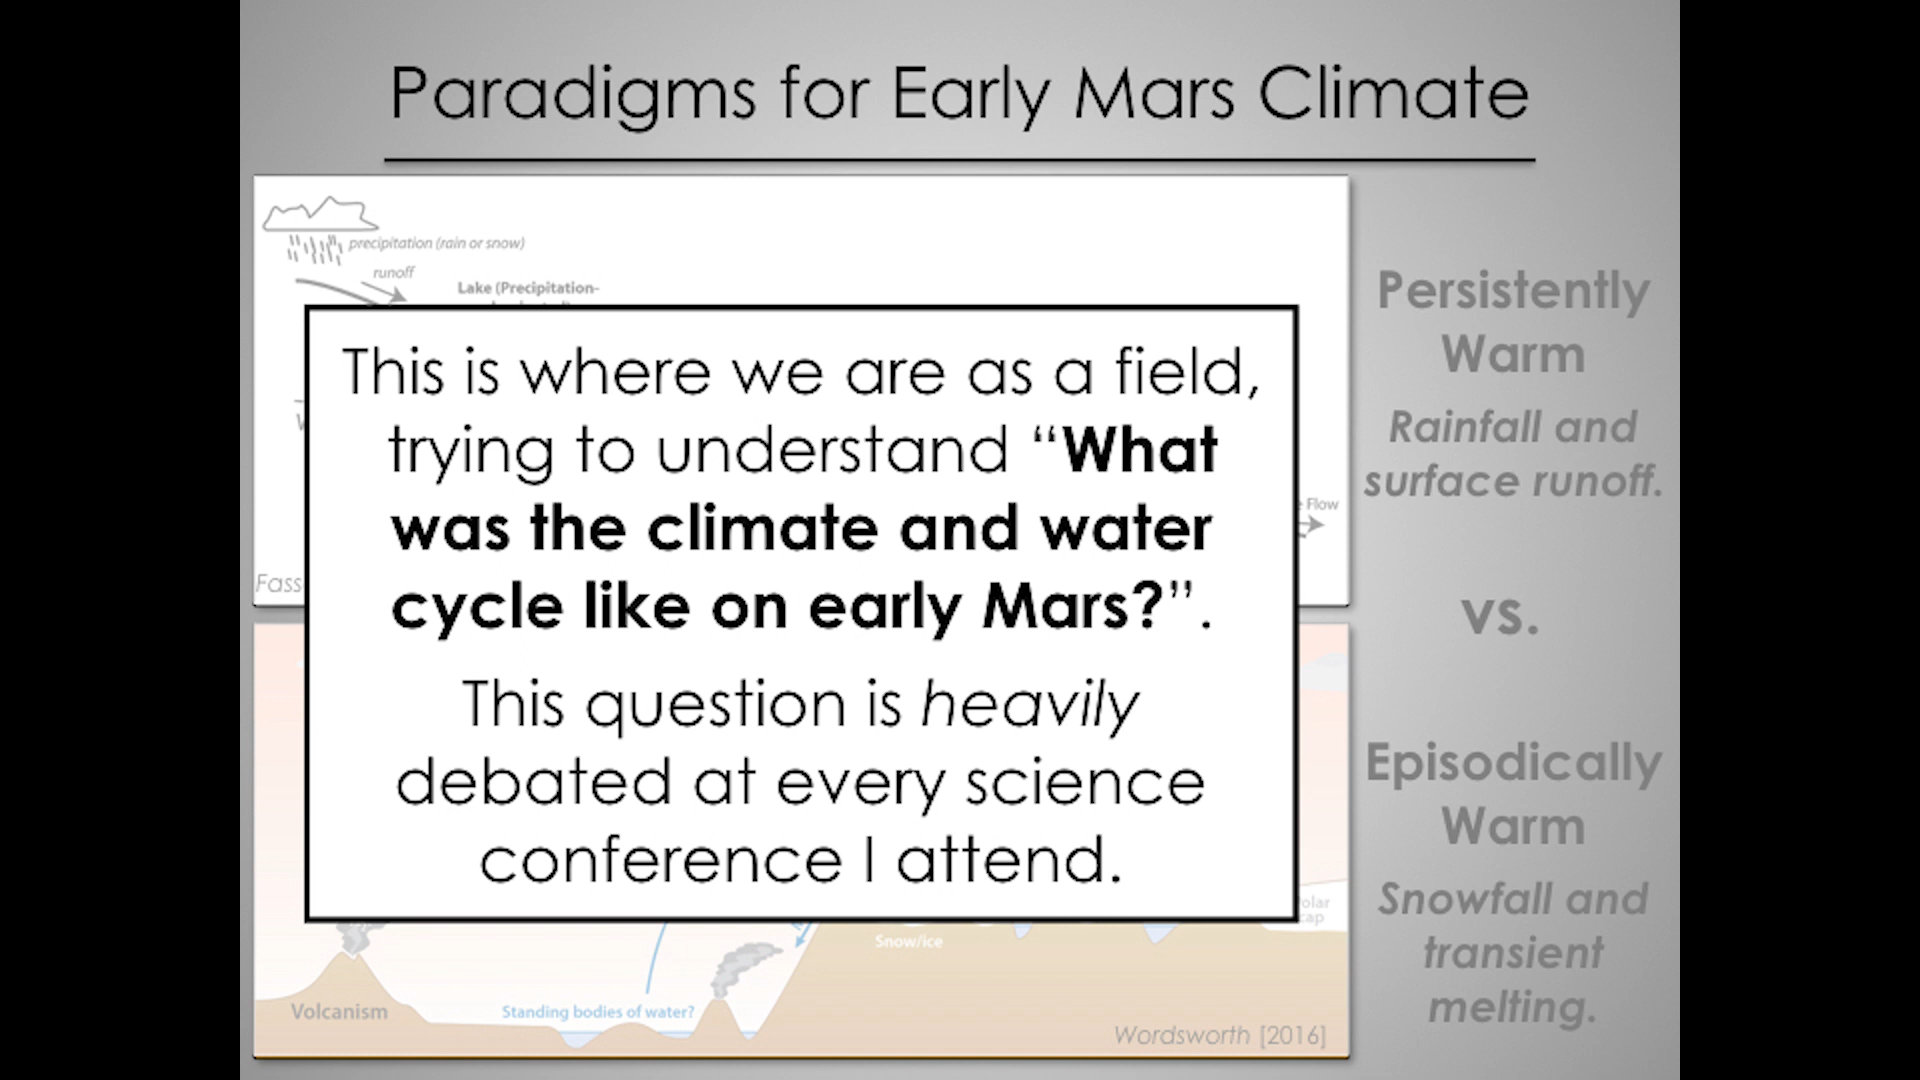 Paradigms for Early Mars Climate
precipitation (rain or snow)
runoff
Lake (Precipitation-
This is where we are as a field,
trying to understand “What
was the climate and water
cycle like on early Mars?”.
This question is heavily
debated at every science
conference I attend.
Flow
Persistently
Warm
Rainfall and
surface runoff.
vs.
Episodically
Warm
Snowfall and
transient
melting.
Snow/ice
Volcanism
Standing bodies of water?
Wordsworth [2016]